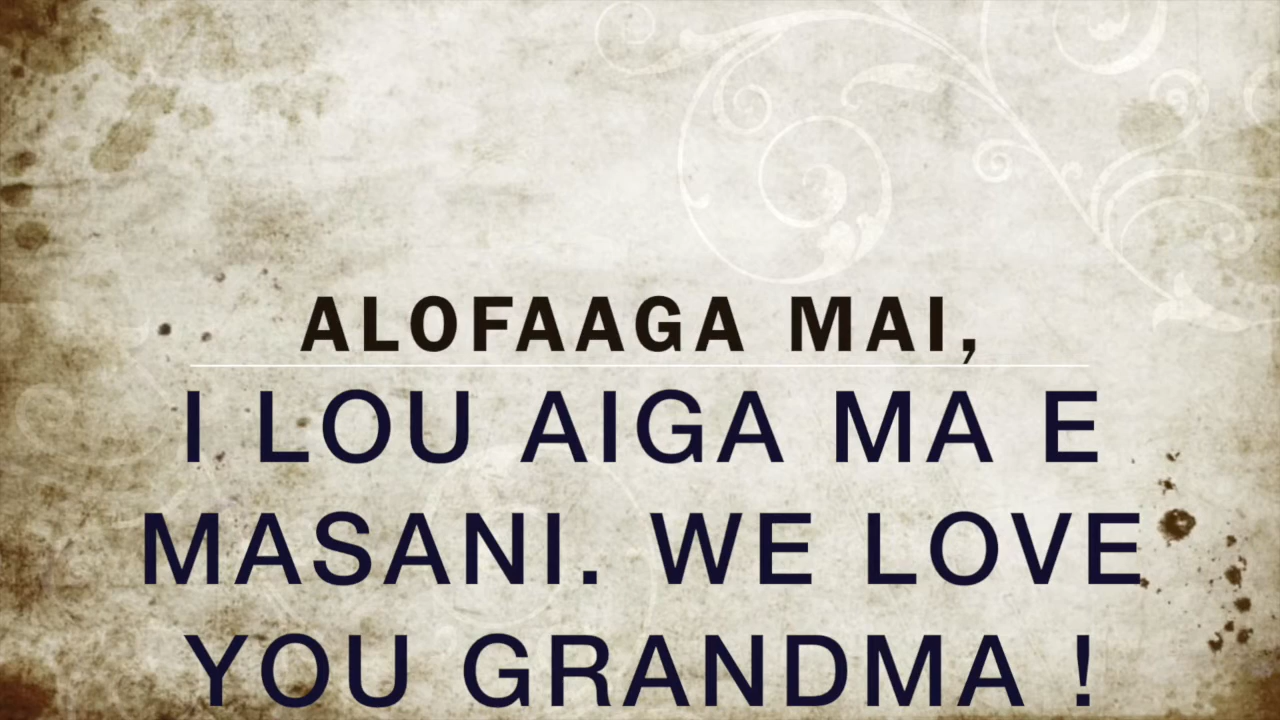 ALOFAAGA MAI,
I LOU AIGA MA E
MASANI. WE LOVE
YOU GRANDMA !